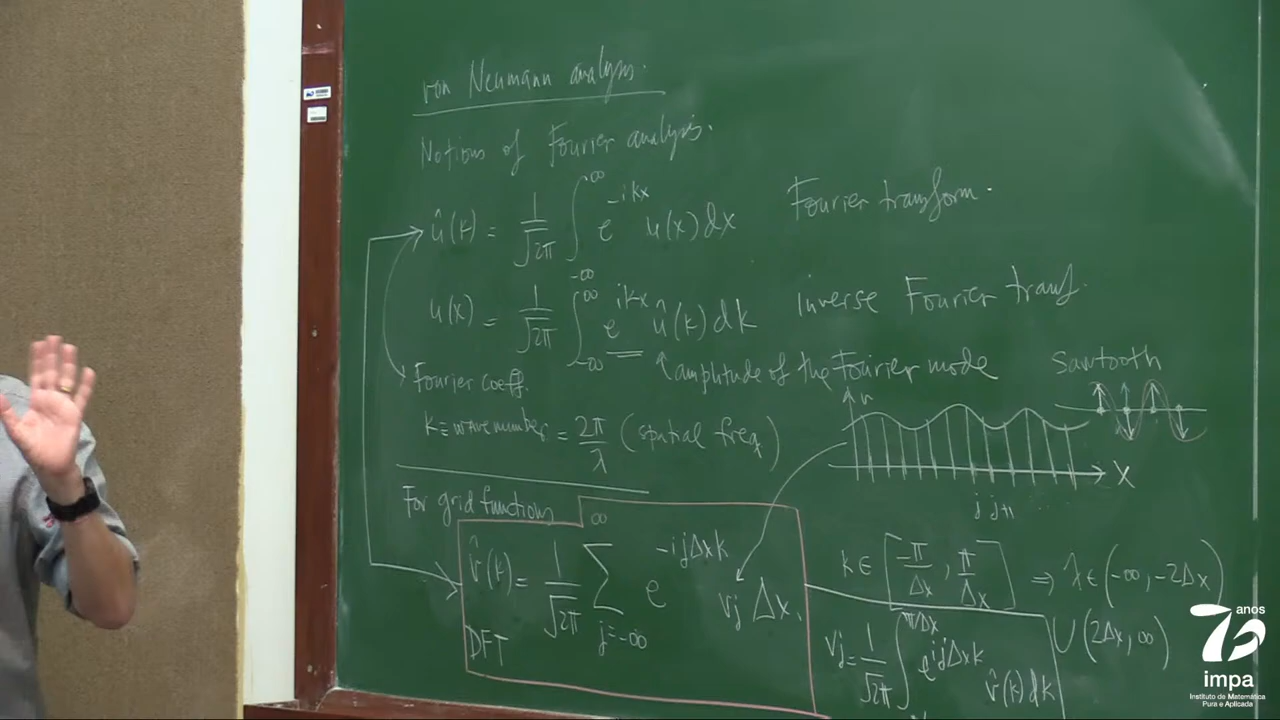 von Neumann analysis.
Notions of Fourier analysis.
û(k) = 1/√2π ∫_{-∞}^{∞} e^{-ikx} u(x) dx Fourier transform.
u(x) = 1/√2π ∫_{-∞}^{∞} e^{ikx} û(k) dk inverse Fourier transf.
↑ amplitude of the Fourier mode
Fourier coeff.
k ≡ wavenumber = 2π/λ (spatial freq)
sawtooth
v
x
j j+1
For grid functions
v̂(k) = 1/√2π ∑_{j=-∞}^{∞} e^{-ijΔxk} v_j Δx.
DFT
k ∈ [-π/Δx, π/Δx] ⇒ λ ∈ (-∞, -2Δx)
∪ (2Δx, ∞)
v_j = 1/√2π ∫^{π/Δx} e^{ijΔxk} v̂(k) dk
75 anos
impa
Instituto de Matemática
Pura e Aplicada